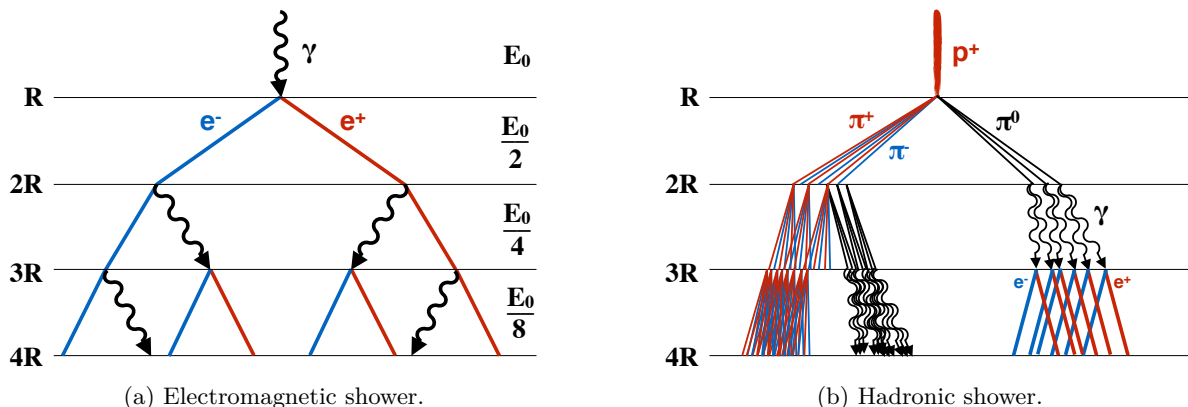 γ
E₀
R
e⁻
e⁺
E₀
2
2R
E₀
4
3R
E₀
8
4R
(a) Electromagnetic shower.
p⁺
R
π⁺
π⁰
π⁻
2R
γ
3R
e⁻
e⁺
4R
(b) Hadronic shower.